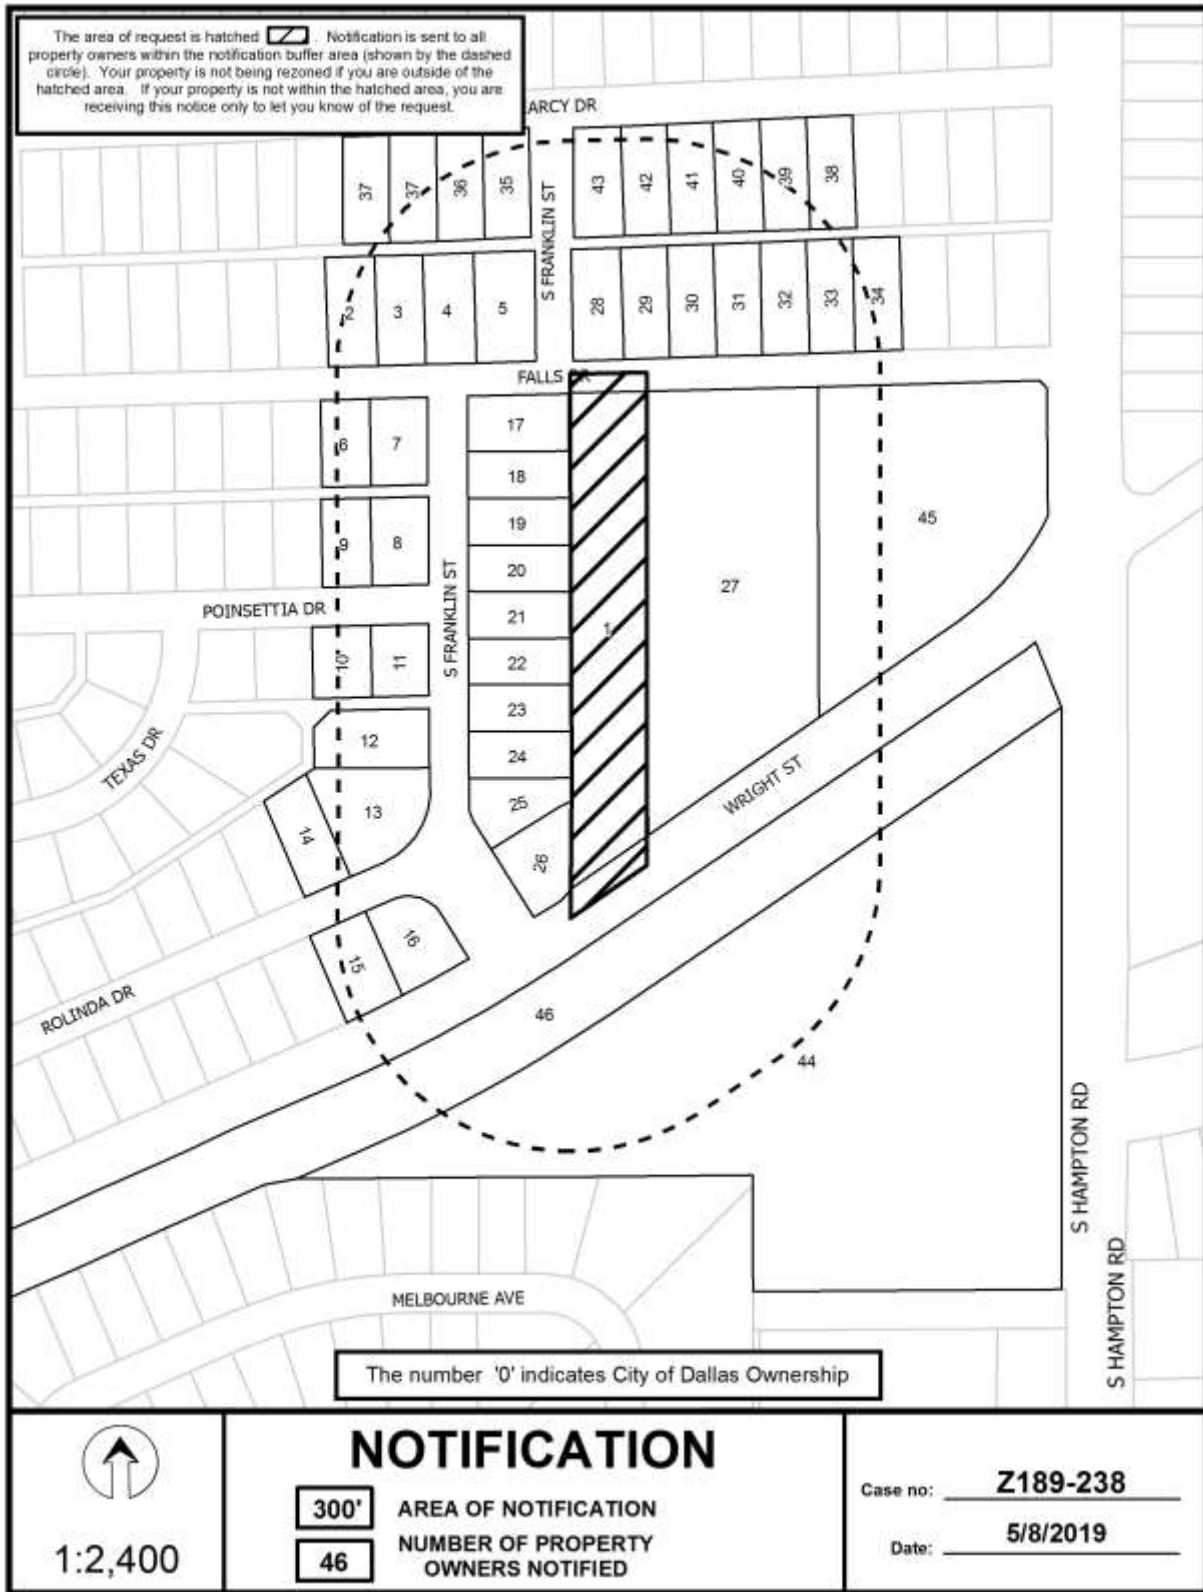 The area of request is hatched . Notification is sent to all
property owners within the notification buffer area (shown by the dashed
circle). Your property is not being rezoned if you are outside of the
hatched area. If your property is not within the hatched area, you are
receiving this notice only to let you know of the request.
ARCY DR
37
37
36
35
43
42
41
40
39
38
S FRANKLIN ST
2
3
4
5
28
29
30
31
32
33
34
FALLS DR
6
7
17
18
9
8
19
20
45
27
POINSETTIA DR
S FRANKLIN ST
21
1
10
11
22
23
12
24
TEXAS DR
WRIGHT ST
13
25
14
26
15
16
ROLINDA DR
46
44
S HAMPTON RD
S HAMPTON RD
MELBOURNE AVE
The number '0' indicates City of Dallas Ownership
1:2,400
NOTIFICATION
300' AREA OF NOTIFICATION
46 NUMBER OF PROPERTY
OWNERS NOTIFIED
Case no: Z189-238
Date: 5/8/2019